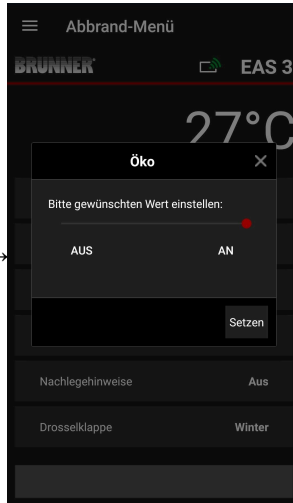 Abbrand-Menü
BRUNNER
EAS 3
27°C
Öko
Bitte gewünschten Wert einstellen:
AUS AN
Setzen
Nachlegehinweise Aus
Drosselklappe Winter